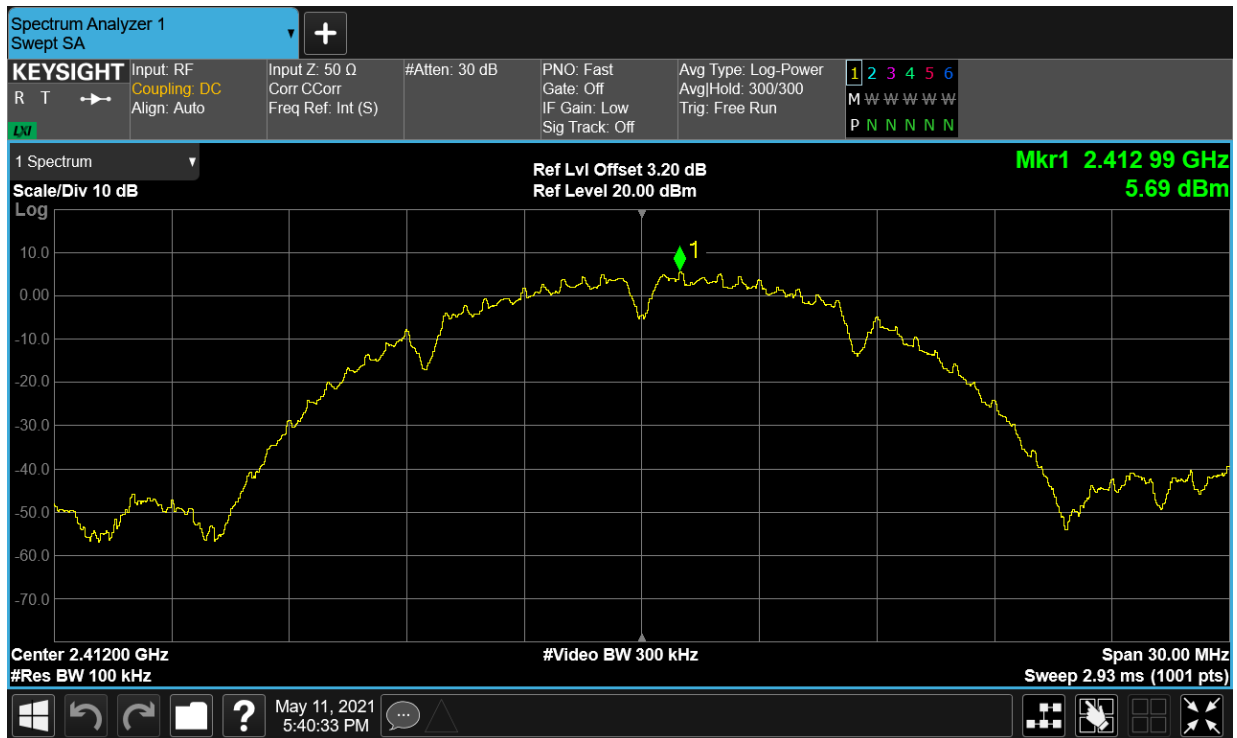 Spectrum Analyzer 1
Swept SA
KEYSIGHT
R T
LXI
Input: RF
Coupling: DC
Align: Auto
Input Z: 50 Ω
Corr CCorr
Freq Ref: Int (S)
#Atten: 30 dB
PNO: Fast
Gate: Off
IF Gain: Low
Sig Track: Off
Avg Type: Log-Power
Avg|Hold: 300/300
Trig: Free Run
1 2 3 4 5 6
M W W W W W
P N N N N N
1 Spectrum
Scale/Div 10 dB
Log
Ref Lvl Offset 3.20 dB
Ref Level 20.00 dBm
Mkr1 2.412 99 GHz
5.69 dBm
1
10.0
0.00
-10.0
-20.0
-30.0
-40.0
-50.0
-60.0
-70.0
Center 2.41200 GHz
#Res BW 100 kHz
#Video BW 300 kHz
Span 30.00 MHz
Sweep 2.93 ms (1001 pts)
?
May 11, 2021
5:40:33 PM